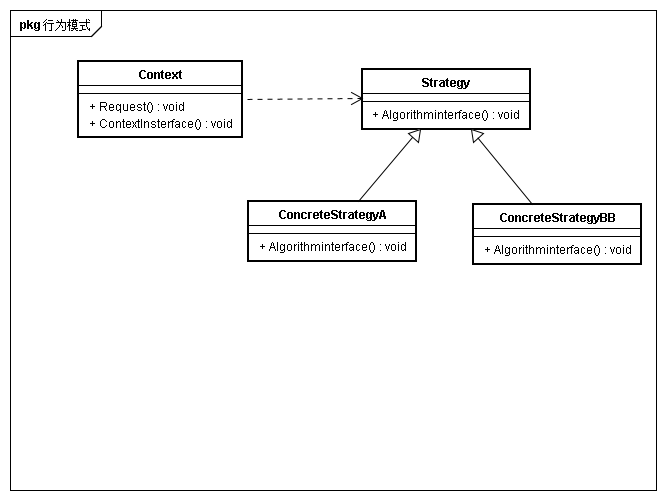 pkg 行为模式
Context
+ Request() : void
+ ContextInsterface() : void
Strategy
+ Algorithminterface() : void
ConcreteStrategyA
+ Algorithminterface() : void
ConcreteStrategyBB
+ Algorithminterface() : void